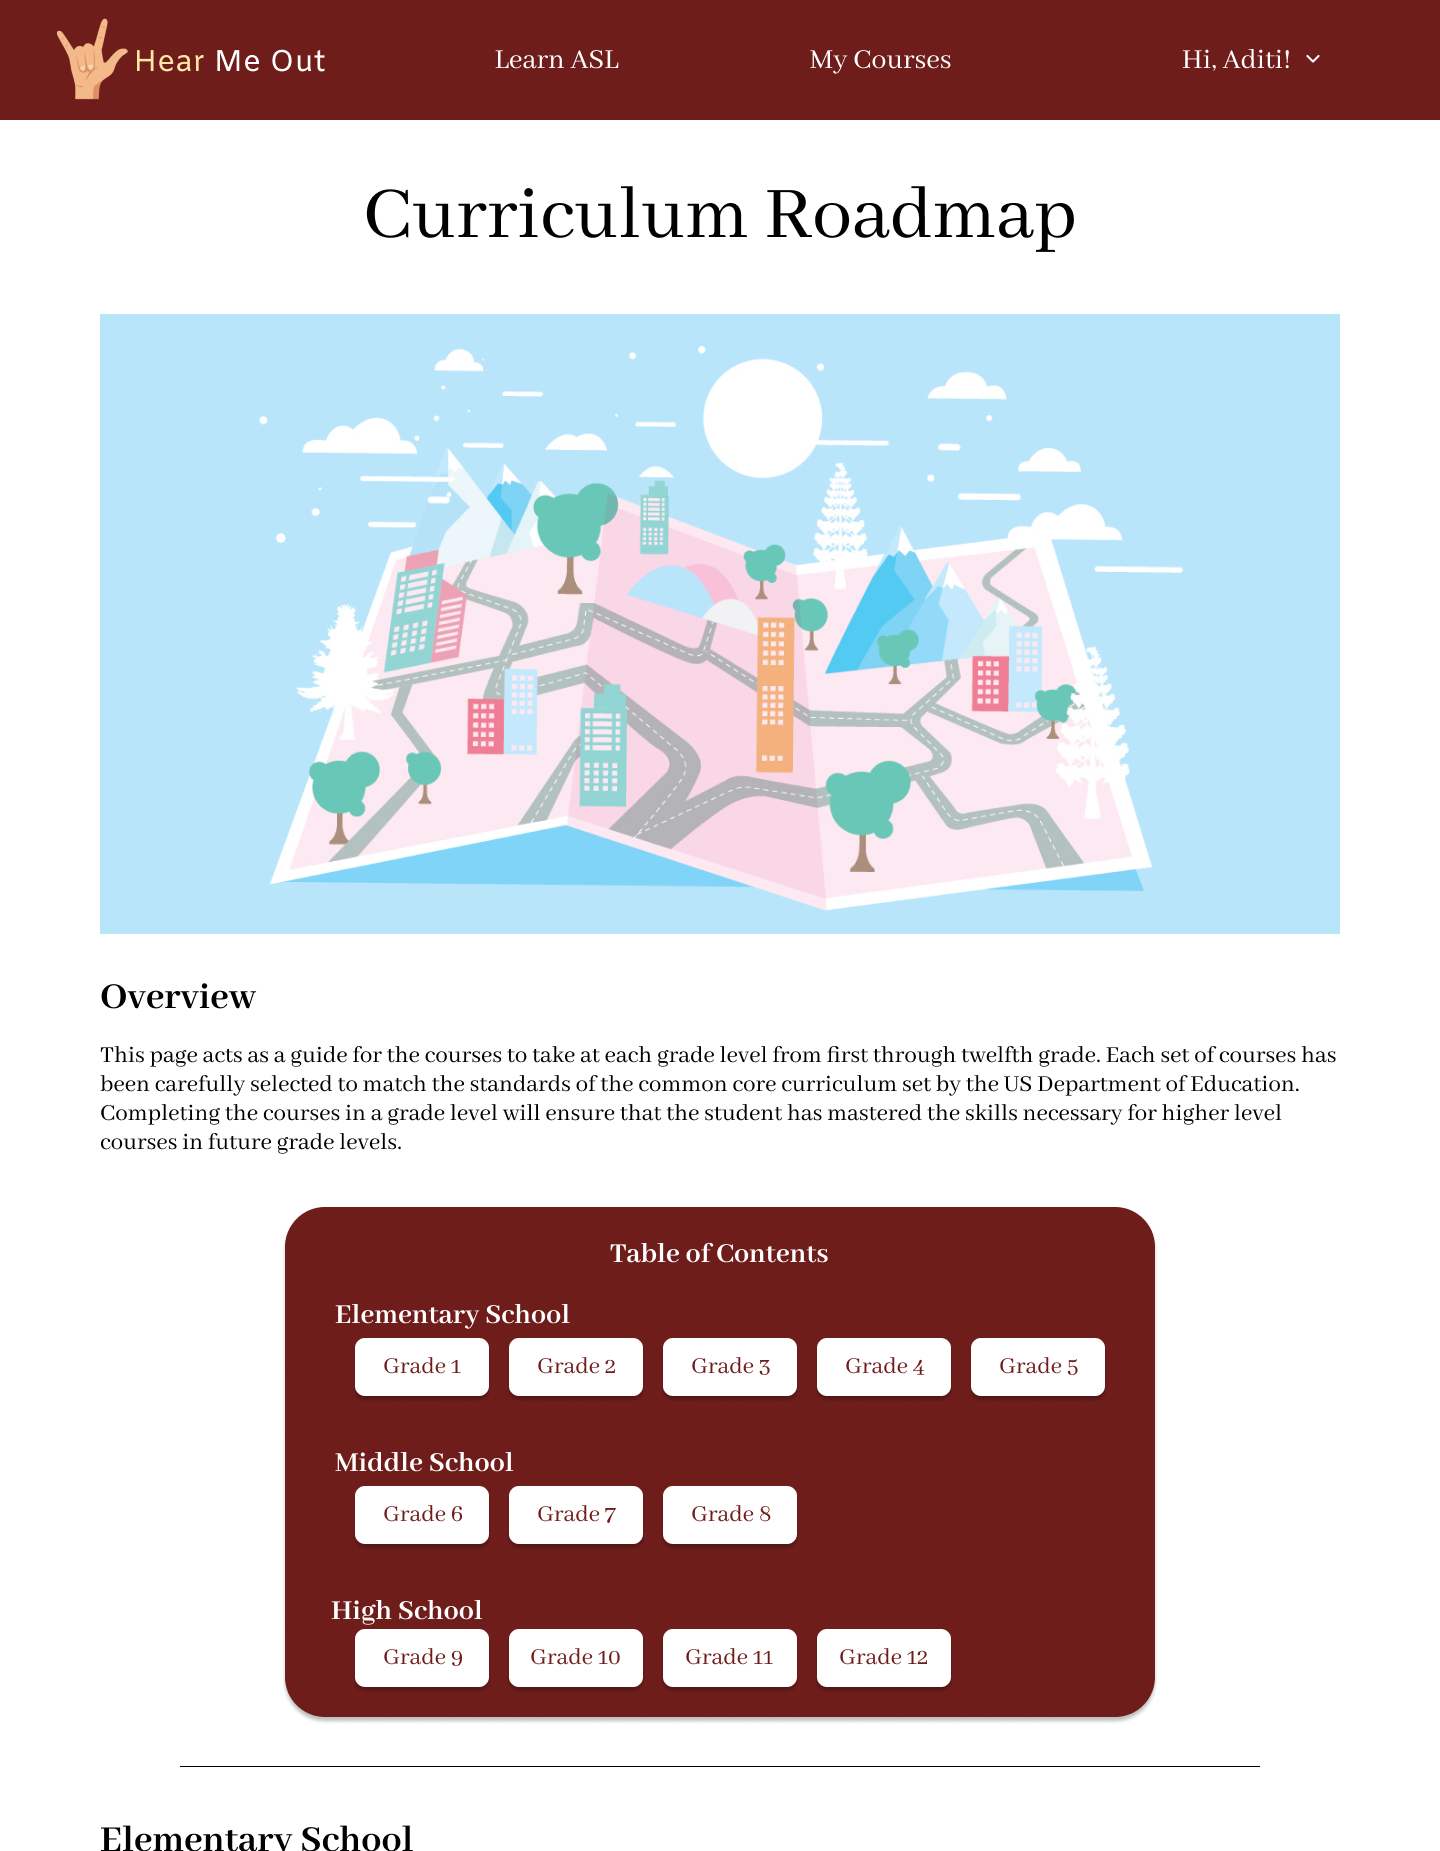 Hear Me Out
Learn ASL
My Courses
Hi, Aditi!
Curriculum Roadmap
Overview
This page acts as a guide for the courses to take at each grade level from first through twelfth grade. Each set of courses has
been carefully selected to match the standards of the common core curriculum set by the US Department of Education.
Completing the courses in a grade level will ensure that the student has mastered the skills necessary for higher level
courses in future grade levels.
Table of Contents
Elementary School
Grade 1
Grade 2
Grade 3
Grade 4
Grade 5
Middle School
Grade 6
Grade 7
Grade 8
High School
Grade 9
Grade 10
Grade 11
Grade 12
Elementary School